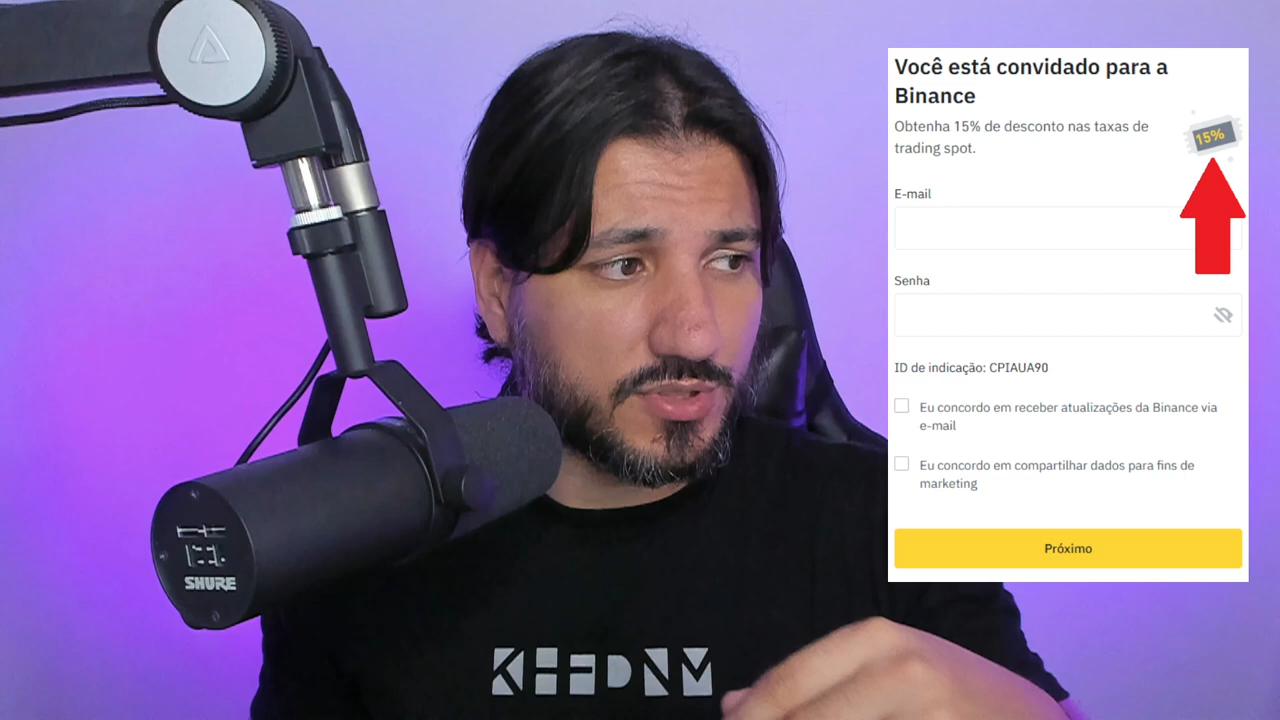 Você está convidado para a
Binance
Obtenha 15% de desconto nas taxas de
trading spot.
15%
E-mail
Senha
ID de indicação: CPIAUA90
Eu concordo em receber atualizações da Binance via
e-mail
Eu concordo em compartilhar dados para fins de
marketing
Próximo
SHURE